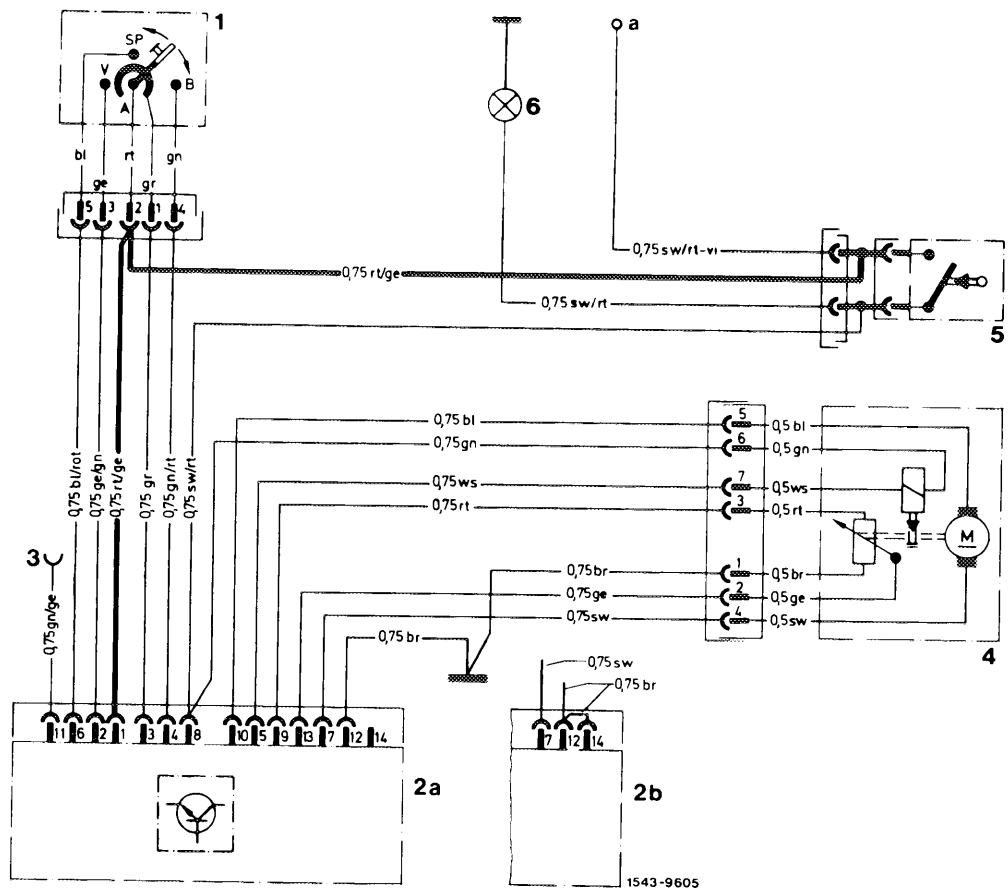 1
SP
V
B
A
bl
rt
gn
ge
gr
5
3
2
1
4
6
a
0,75 sw/rt-vi
0,75 rt/ge
0,75 sw/rt
5
0,75 bl/rot
0,75 ge/gn
0,75 rt/ge
0,75 gr
0,75 gn/rt
0,75 sw/rt
0,75 bl
5
0,5 bl
0,75 gn
6
0,5 gn
0,75 ws
7
0,5 ws
0,75 rt
3
0,5 rt
M
3
0,75 br
1
0,5 br
0,75 ge
2
0,5 ge
0,75 sw
4
0,5 sw
0,75 gn/ge
0,75 br
4
0,75 sw
0,75 br
11
6
2
1
3
4
8
10
5
9
13
7
12
14
7
12
14
2a
2b
1543-9605